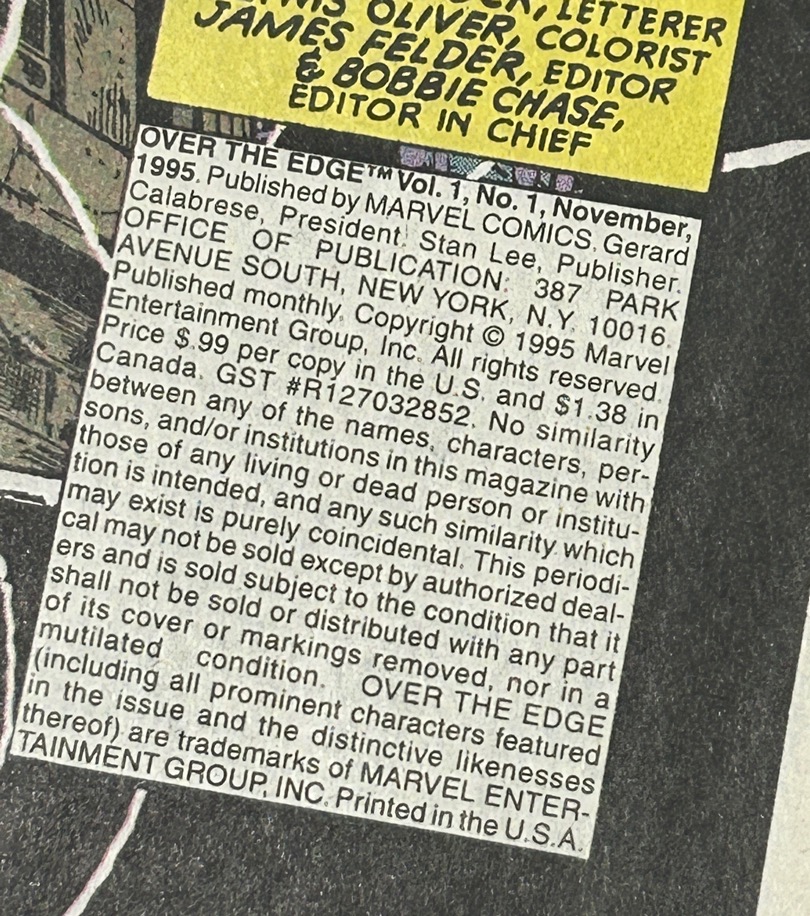 LETTERER
OLIVER, COLORIST
JAMES FELDER, EDITOR
& BOBBIE CHASE,
EDITOR IN CHIEF
OVER THE EDGE™ Vol. 1, No. 1, November,
1995. Published by MARVEL COMICS. Gerard
Calabrese, President. Stan Lee, Publisher.
OFFICE OF PUBLICATION: 387 PARK
AVENUE SOUTH, NEW YORK, N.Y. 10016.
Published monthly. Copyright © 1995 Marvel
Entertainment Group, Inc. All rights reserved.
Price $.99 per copy in the U.S. and $1.38 in
Canada. GST #R127032852. No similarity
between any of the names, characters, per-
sons, and/or institutions in this magazine with
those of any living or dead person or institu-
tion is intended, and any such similarity which
may exist is purely coincidental. This periodi-
cal may not be sold except by authorized deal-
ers and is sold subject to the condition that it
shall not be sold or distributed with any part
of its cover or markings removed, nor in a
mutilated condition. OVER THE EDGE
(including all prominent characters featured
in the issue and the distinctive likenesses
thereof) are trademarks of MARVEL ENTER-
TAINMENT GROUP, INC. Printed in the U.S.A.